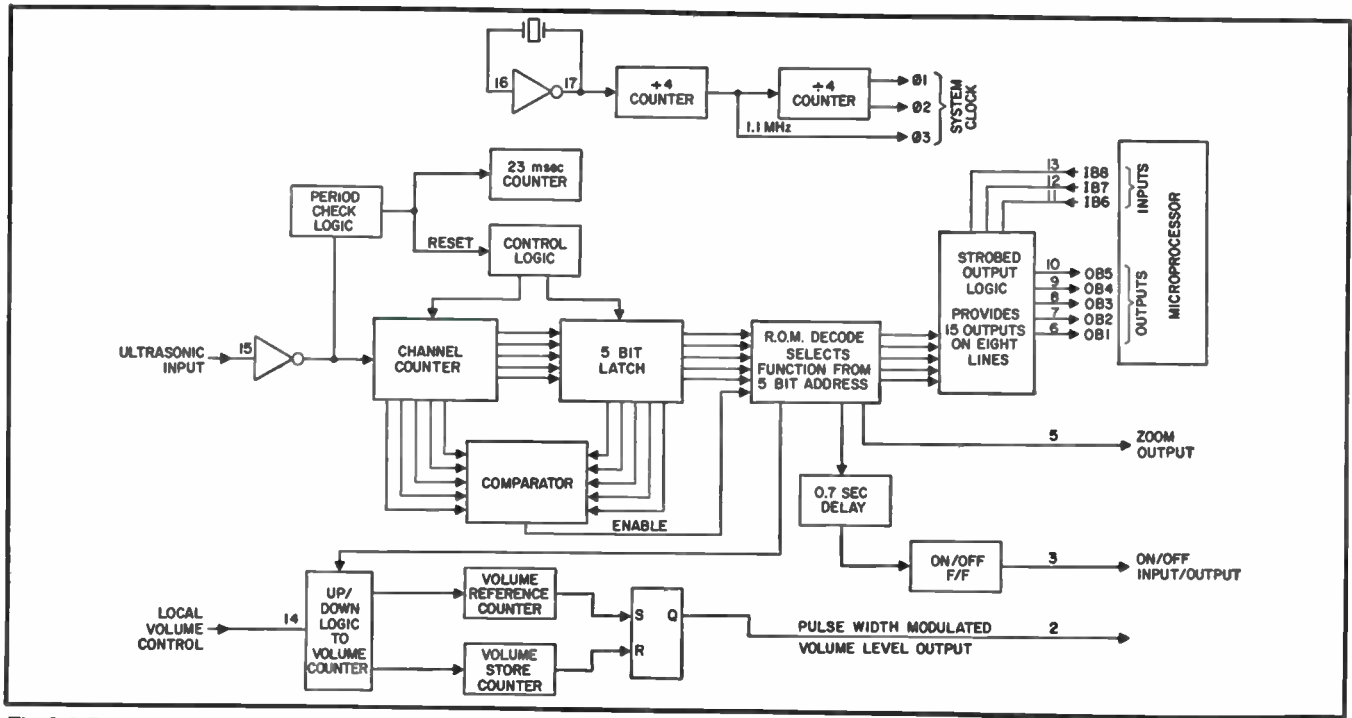 16
17
÷4
COUNTER
÷4
COUNTER
Ø1
Ø2
Ø3
SYSTEM
CLOCK
1.1 MHz
23 msec
COUNTER
PERIOD
CHECK
LOGIC
RESET
CONTROL
LOGIC
ULTRASONIC
INPUT
15
CHANNEL
COUNTER
5 BIT
LATCH
R.O.M. DECODE
SELECTS
FUNCTION FROM
5 BIT ADDRESS
STROBED
OUTPUT
LOGIC
PROVIDES
15 OUTPUTS
ON EIGHT
LINES
13 IB8
12 IB7
11 IB6
INPUTS
10 OB5
9 OB4
8 OB3
7 OB2
6 OB1
OUTPUTS
MICROPROCESSOR
COMPARATOR
ENABLE
5 ZOOM
OUTPUT
0.7 SEC
DELAY
ON/OFF
F/F
3 ON/OFF
INPUT/OUTPUT
LOCAL
VOLUME
CONTROL
14
UP/
DOWN
LOGIC
TO
VOLUME
COUNTER
VOLUME
REFERENCE
COUNTER
VOLUME
STORE
COUNTER
S Q
R
PULSE WIDTH MODULATED 2
VOLUME LEVEL OUTPUT